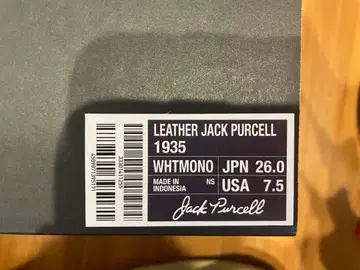 LEATHER JACK PURCELL
1935
WHTMONO NS JPN 26.0
MADE IN
INDONESIA
USA 7.5
Jack Purcell